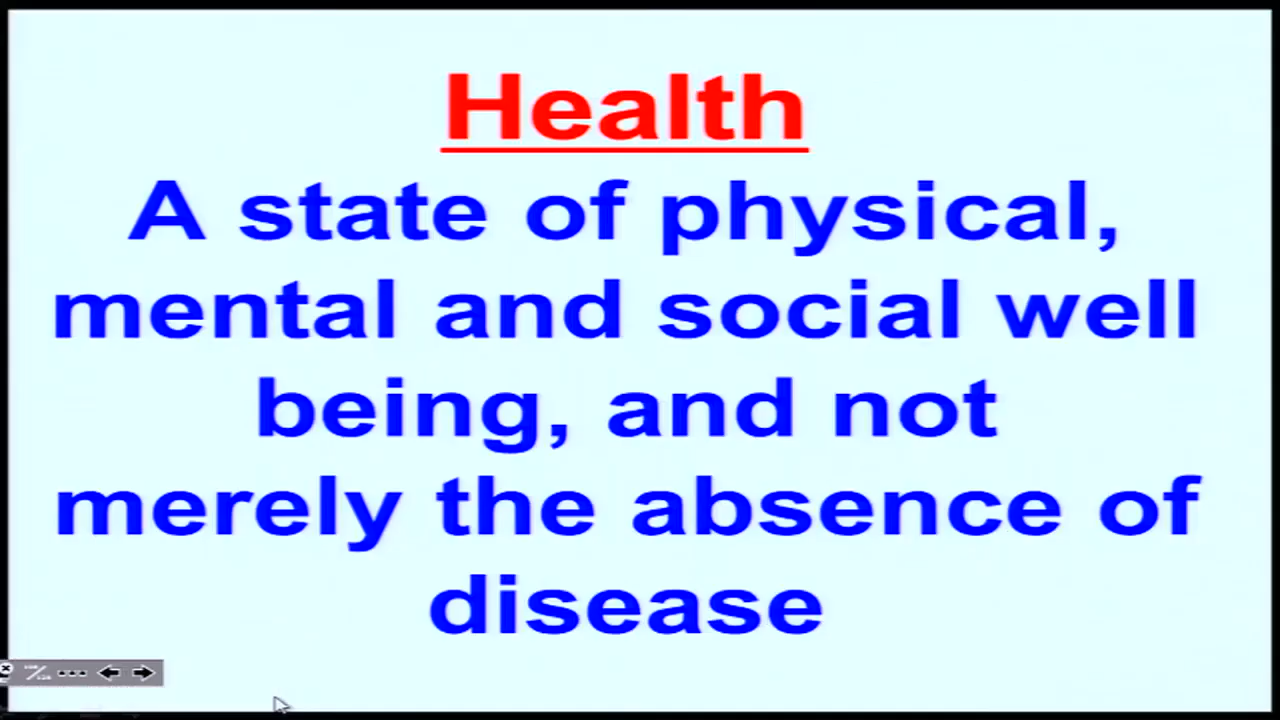 Health
A state of physical,
mental and social well
being, and not
merely the absence of
disease